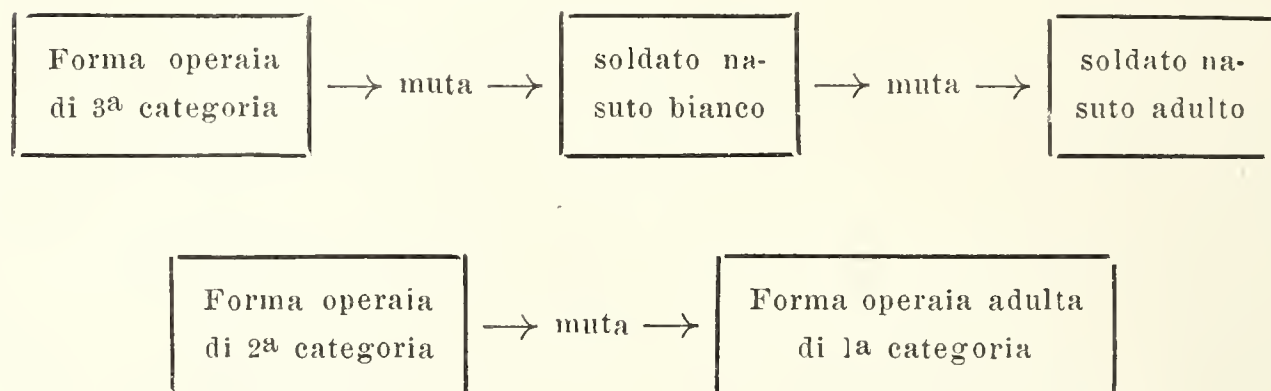 Forma operaia
di 3ª categoria
→ muta →
soldato na-
suto bianco
→ muta →
soldato na-
suto adulto
Forma operaia
di 2ª categoria
→ muta →
Forma operaia adulta
di 1ª categoria